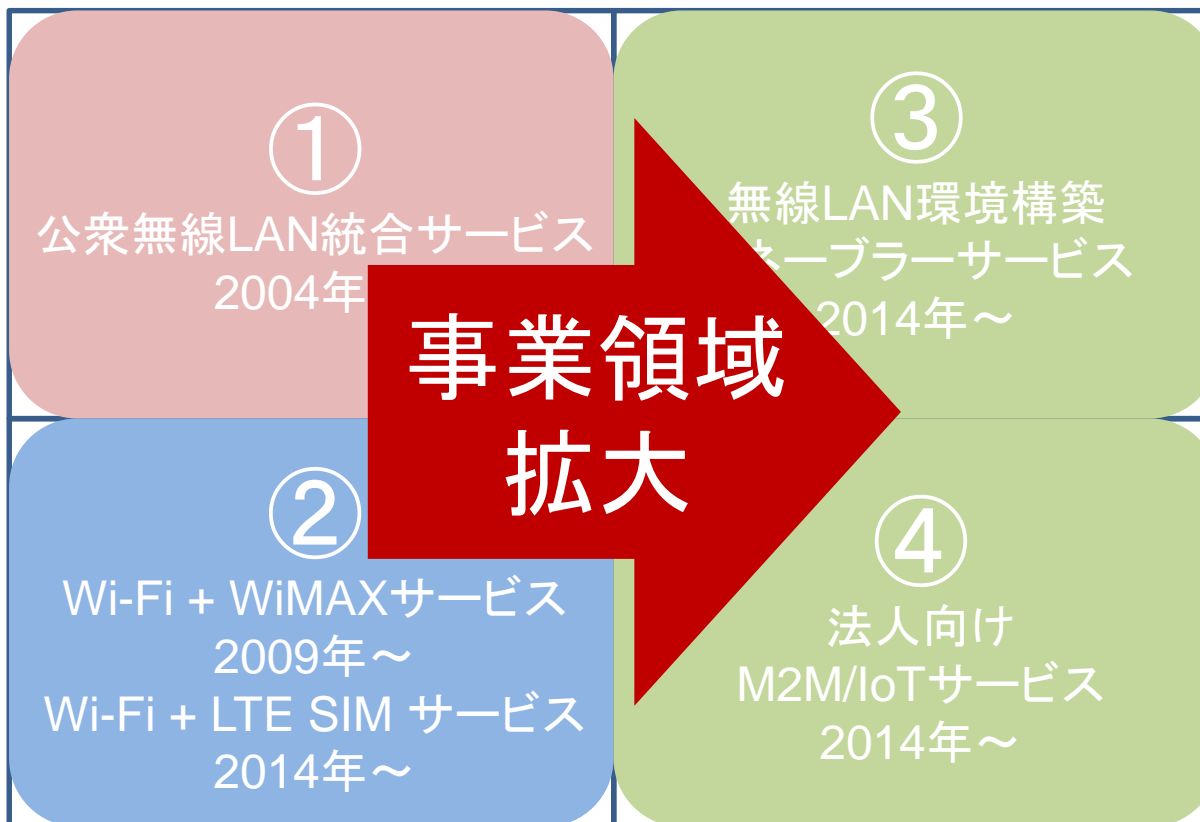 ①
公衆無線LAN統合サービス
2004年
②
Wi-Fi + WiMAXサービス
2009年～
Wi-Fi + LTE SIM サービス
2014年～
事業領域
拡大
③
無線LAN環境構築
ネーブラーサービス
2014年～
④
法人向け
M2M/IoTサービス
2014年～